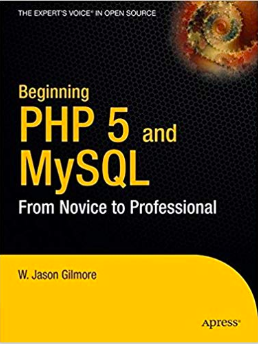 THE EXPERT'S VOICE® IN OPEN SOURCE
Beginning
PHP 5 and
MySQL
From Novice to Professional
W. Jason Gilmore
Apress®